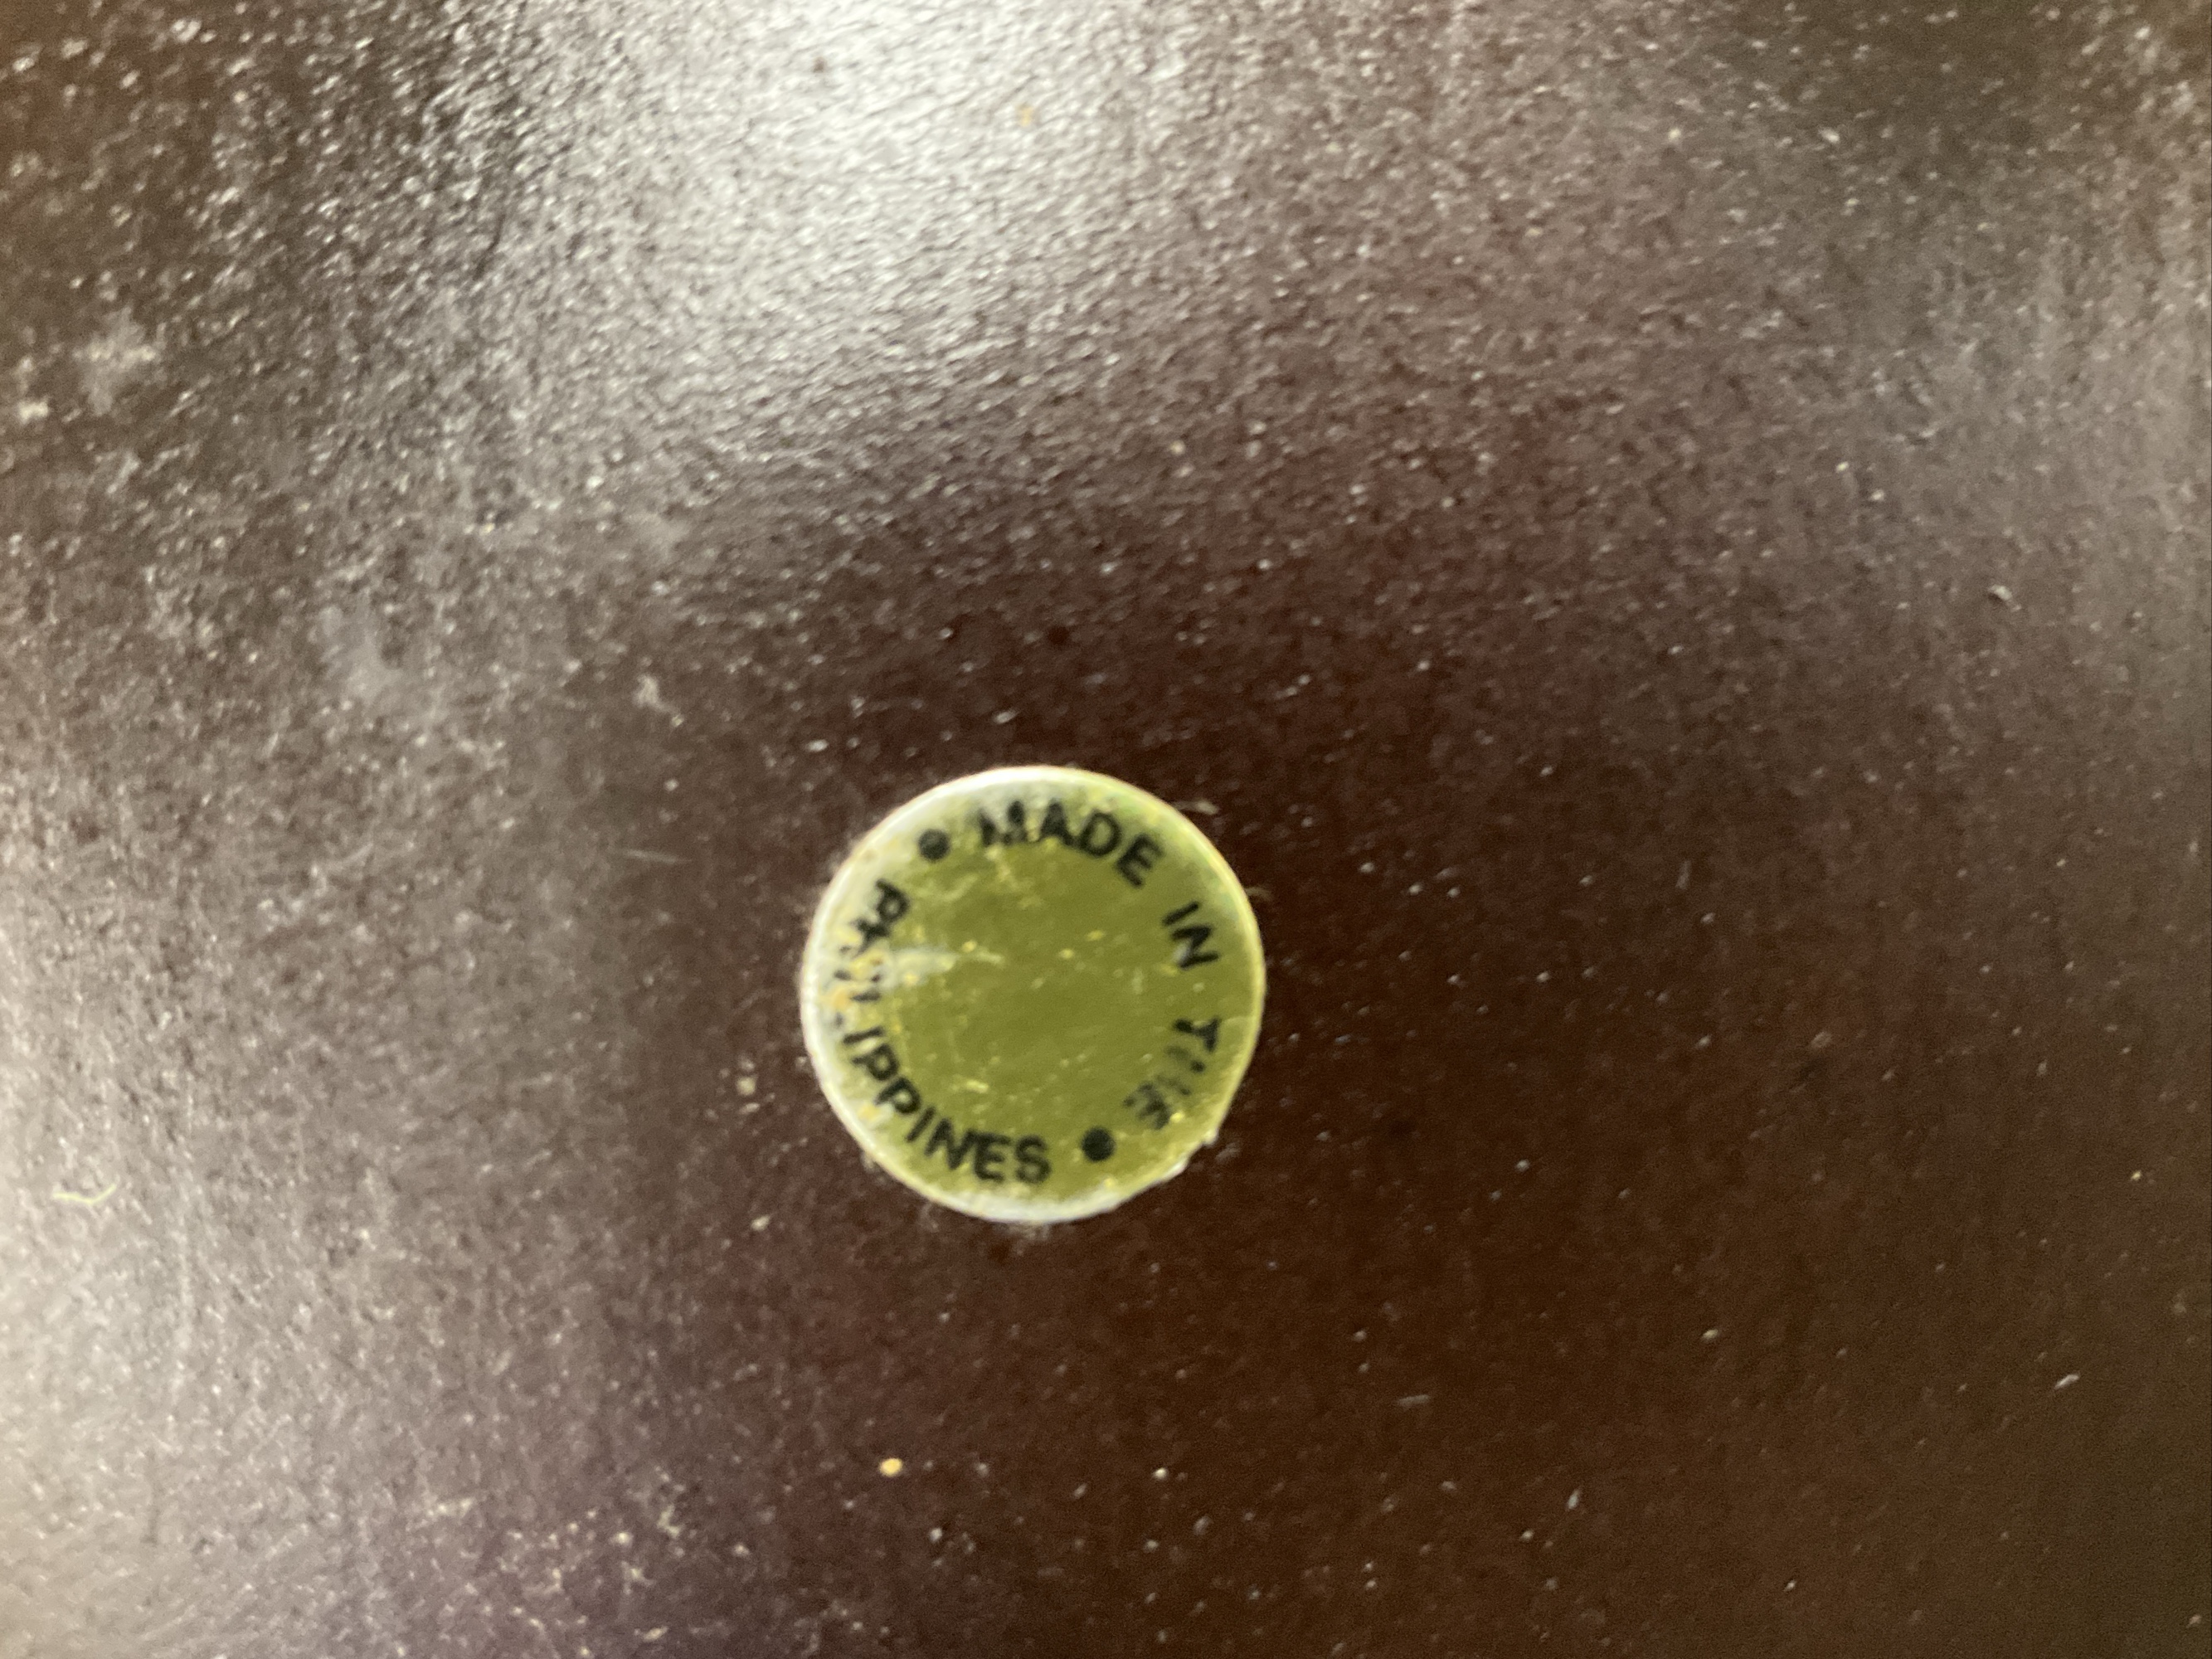 • MADE IN THE • PHILIPPINES